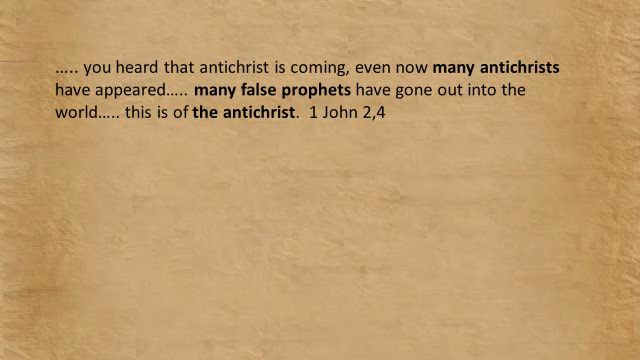 ….. you heard that antichrist is coming, even now many antichrists
have appeared….. many false prophets have gone out into the
world….. this is of the antichrist.  1 John 2,4